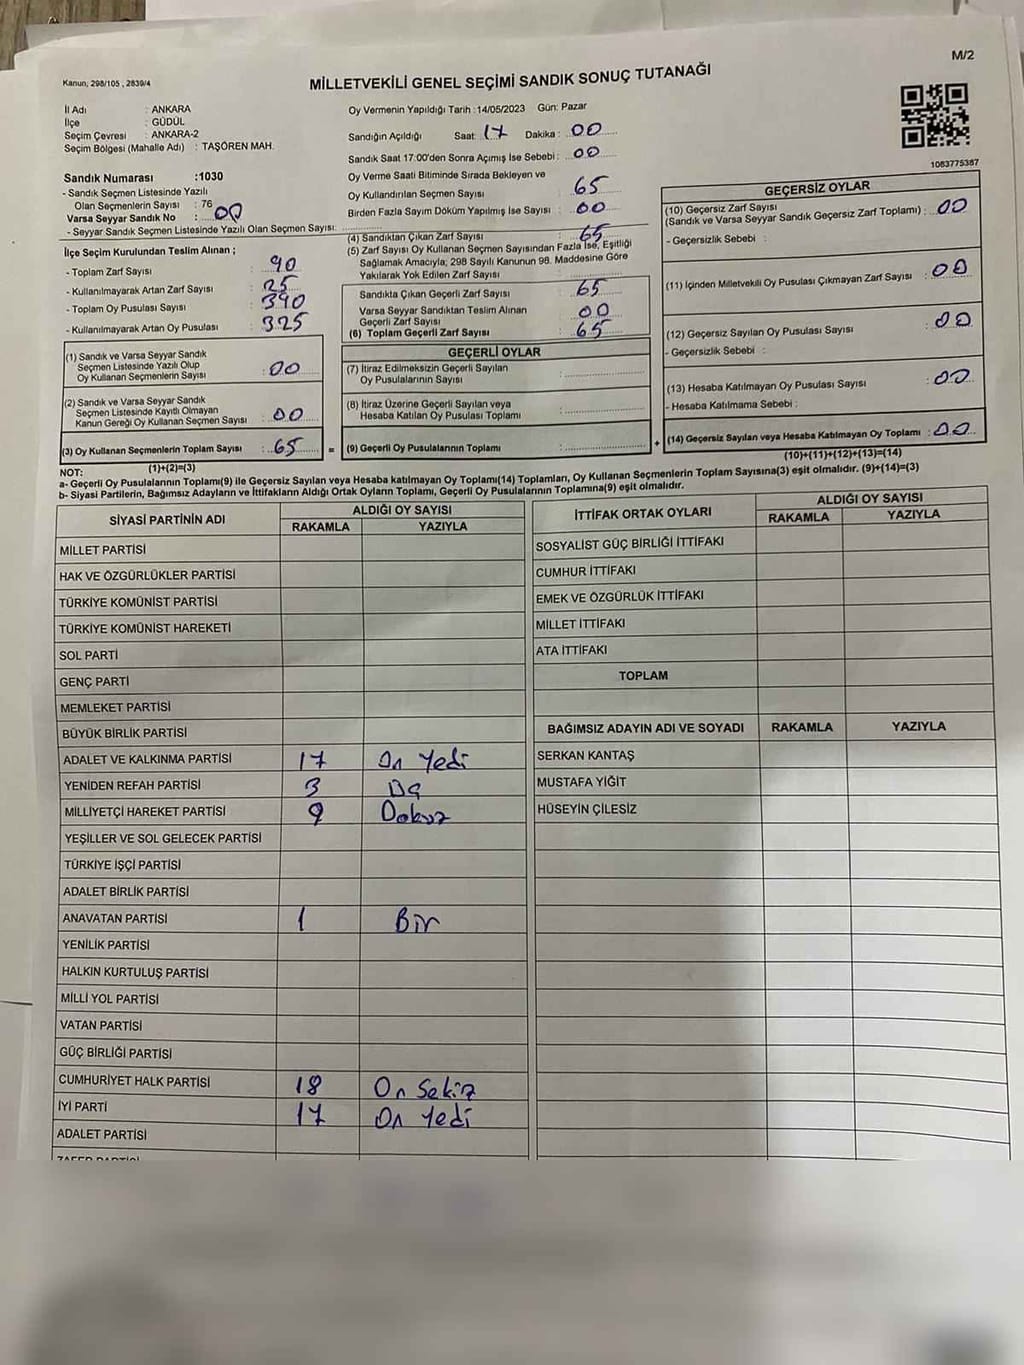 M/2
Kanun; 298/105 , 2839/4
MİLLETVEKİLİ GENEL SEÇİMİ SANDIK SONUÇ TUTANAĞI
İl Adı : ANKARA
İlçe : GÜDÜL
Seçim Çevresi : ANKARA-2
Seçim Bölgesi (Mahalle Adı) : TAŞÖREN MAH.
Oy Vermenin Yapıldığı Tarih : 14/05/2023 Gün: Pazar
Sandığın Açıldığı Saat: 17 Dakika : 00
Sandık Saat 17:00'den Sonra Açımış İse Sebebi : 00
1083775387
Sandık Numarası :1030
- Sandık Seçmen Listesinde Yazılı
Olan Seçmenlerin Sayısı : 76
Varsa Seyyar Sandık No : 00
- Seyyar Sandık Seçmen Listesinde Yazılı Olan Seçmen Sayısı:
Oy Verme Saati Bitiminde Sırada Bekleyen ve
Oy Kullandırılan Seçmen Sayısı : 65
Birden Fazla Sayım Döküm Yapılmış İse Sayısı : 00
İlçe Seçim Kurulundan Teslim Alınan ;
- Toplam Zarf Sayısı : 90
- Kullanılmayarak Artan Zarf Sayısı : 25
- Toplam Oy Pusulası Sayısı : 390
- Kullanılmayarak Artan Oy Pusulası : 325
(4) Sandıktan Çıkan Zarf Sayısı : 65
(5) Zarf Sayısı Oy Kullanan Seçmen Sayısından Fazla İse, Eşitliği
Sağlamak Amacıyla; 298 Sayılı Kanunun 98. Maddesine Göre
Yakılarak Yok Edilen Zarf Sayısı :
Sandıkta Çıkan Geçerli Zarf Sayısı : 65
Varsa Seyyar Sandıktan Teslim Alınan
Geçerli Zarf Sayısı : 00
(6) Toplam Geçerli Zarf Sayısı : 65
GEÇERSİZ OYLAR
(10) Geçersiz Zarf Sayısı
(Sandık ve Varsa Seyyar Sandık Geçersiz Zarf Toplamı) : 00
- Geçersizlik Sebebi :
(11) İçinden Milletvekili Oy Pusulası Çıkmayan Zarf Sayısı : 00
(12) Geçersiz Sayılan Oy Pusulası Sayısı : 00
- Geçersizlik Sebebi :
(13) Hesaba Katılmayan Oy Pusulası Sayısı : 00
- Hesaba Katılmama Sebebi :
(14) Geçersiz Sayılan veya Hesaba Katılmayan Oy Toplamı : 00
(10)+(11)+(12)+(13)=(14)
(1) Sandık ve Varsa Seyyar Sandık
Seçmen Listesinde Yazılı Olup
Oy Kullanan Seçmenlerin Sayısı : 00
(2) Sandık ve Varsa Seyyar Sandık
Seçmen Listesinde Kayıtlı Olmayan
Kanun Gereği Oy Kullanan Seçmen Sayısı : 00
(3) Oy Kullanan Seçmenlerin Toplam Sayısı : 65 =
(1)+(2)=(3)
GEÇERLİ OYLAR
(7) İtiraz Edilmeksizin Geçerli Sayılan
Oy Pusulalarının Sayısı :
(8) İtiraz Üzerine Geçerli Sayılan veya
Hesaba Katılan Oy Pusulası Toplamı :
(9) Geçerli Oy Pusulalarının Toplamı : +
NOT:
a- Geçerli Oy Pusulalarının Toplamı(9) ile Geçersiz Sayılan veya Hesaba katılmayan Oy Toplamı(14) Toplamları, Oy Kullanan Seçmenlerin Toplam Sayısına(3) eşit olmalıdır. (9)+(14)=(3)
b- Siyasi Partilerin, Bağımsız Adayların ve İttifakların Aldığı Ortak Oyların Toplamı, Geçerli Oy Pusulalarının Toplamına(9) eşit olmalıdır.
SİYASİ PARTİNİN ADI ALDIĞI OY SAYISI
RAKAMLA YAZIYLA
MİLLET PARTİSİ
HAK VE ÖZGÜRLÜKLER PARTİSİ
TÜRKİYE KOMÜNİST PARTİSİ
TÜRKİYE KOMÜNİST HAREKETİ
SOL PARTİ
GENÇ PARTİ
MEMLEKET PARTİSİ
BÜYÜK BİRLİK PARTİSİ
ADALET VE KALKINMA PARTİSİ 17 On Yedi
YENİDEN REFAH PARTİSİ 3 Üç
MİLLİYETÇİ HAREKET PARTİSİ 9 Dokuz
YEŞİLLER VE SOL GELECEK PARTİSİ
TÜRKİYE İŞÇİ PARTİSİ
ADALET BİRLİK PARTİSİ
ANAVATAN PARTİSİ 1 Bir
YENİLİK PARTİSİ
HALKIN KURTULUŞ PARTİSİ
MİLLİ YOL PARTİSİ
VATAN PARTİSİ
GÜÇ BİRLİĞİ PARTİSİ
CUMHURİYET HALK PARTİSİ 18 On Sekiz
İYİ PARTİ 17 On Yedi
ADALET PARTİSİ
ZAFER PARTİSİ
İTTİFAK ORTAK OYLARI ALDIĞI OY SAYISI
RAKAMLA YAZIYLA
SOSYALİST GÜÇ BİRLİĞİ İTTİFAKI
CUMHUR İTTİFAKI
EMEK VE ÖZGÜRLÜK İTTİFAKI
MİLLET İTTİFAKI
ATA İTTİFAKI
TOPLAM
BAĞIMSIZ ADAYIN ADI VE SOYADI RAKAMLA YAZIYLA
SERKAN KANTAŞ
MUSTAFA YİĞİT
HÜSEYİN ÇİLESİZ